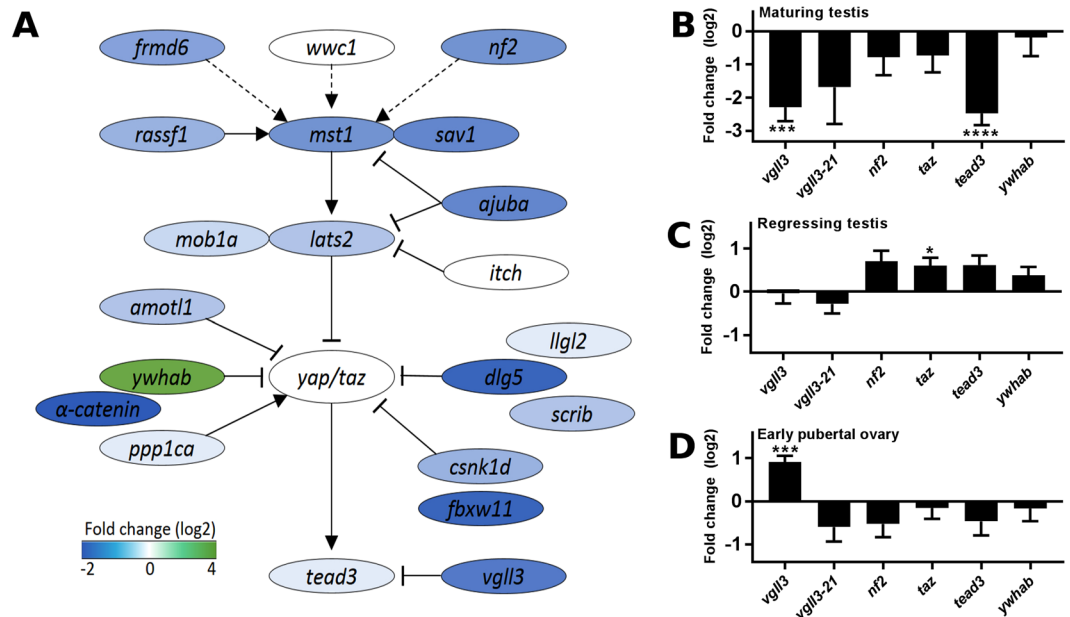 A
frmd6
wwc1
nf2
rassf1
mst1
sav1
ajuba
mob1a
lats2
itch
amotl1
llgl2
ywhab
yap/taz
dlg5
α-catenin
scrib
ppp1ca
csnk1d
fbxw11
Fold change (log2)
-2 0 4
tead3
vgll3
B
Maturing testis
Fold change (log2)
0
-1
-2
-3
*** ****
vgll3 vgll3-21 nf2 taz tead3 ywhab
C
Regressing testis
Fold change (log2)
1
0
-1
*
vgll3 vgll3-21 nf2 taz tead3 ywhab
D
Early pubertal ovary
Fold change (log2)
1
0
-1
***
vgll3 vgll3-21 nf2 taz tead3 ywhab